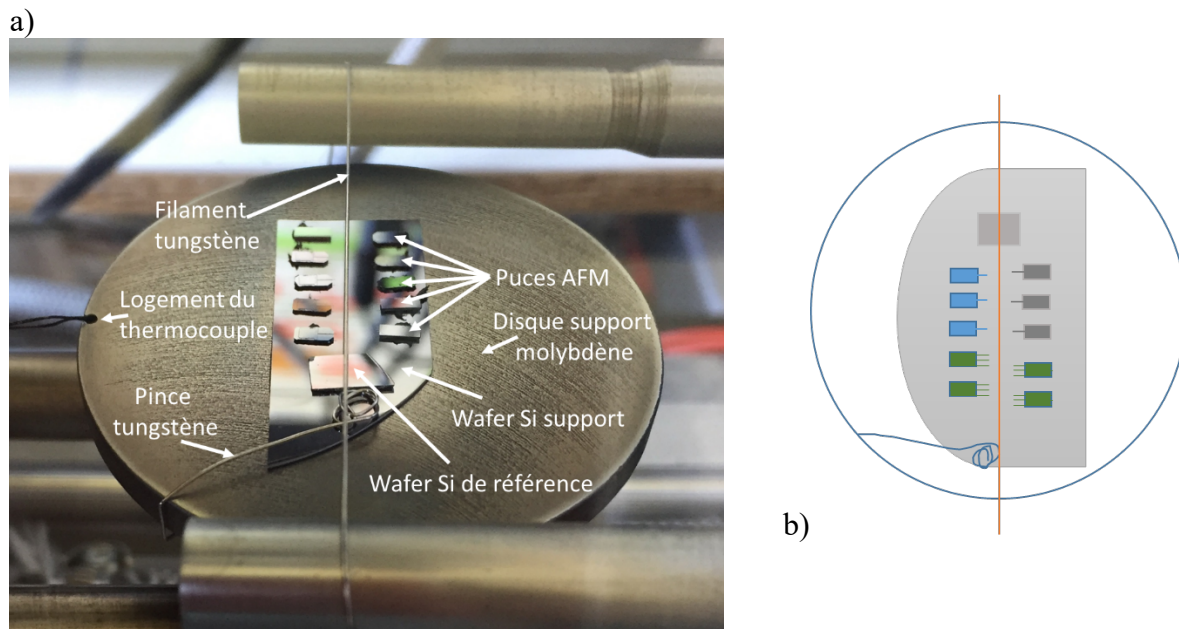 a)
Filament
tungstène
Logement du
thermocouple
Puces AFM
Disque support
molybdène
Pince
tungstène
Wafer Si support
Wafer Si de référence
b)